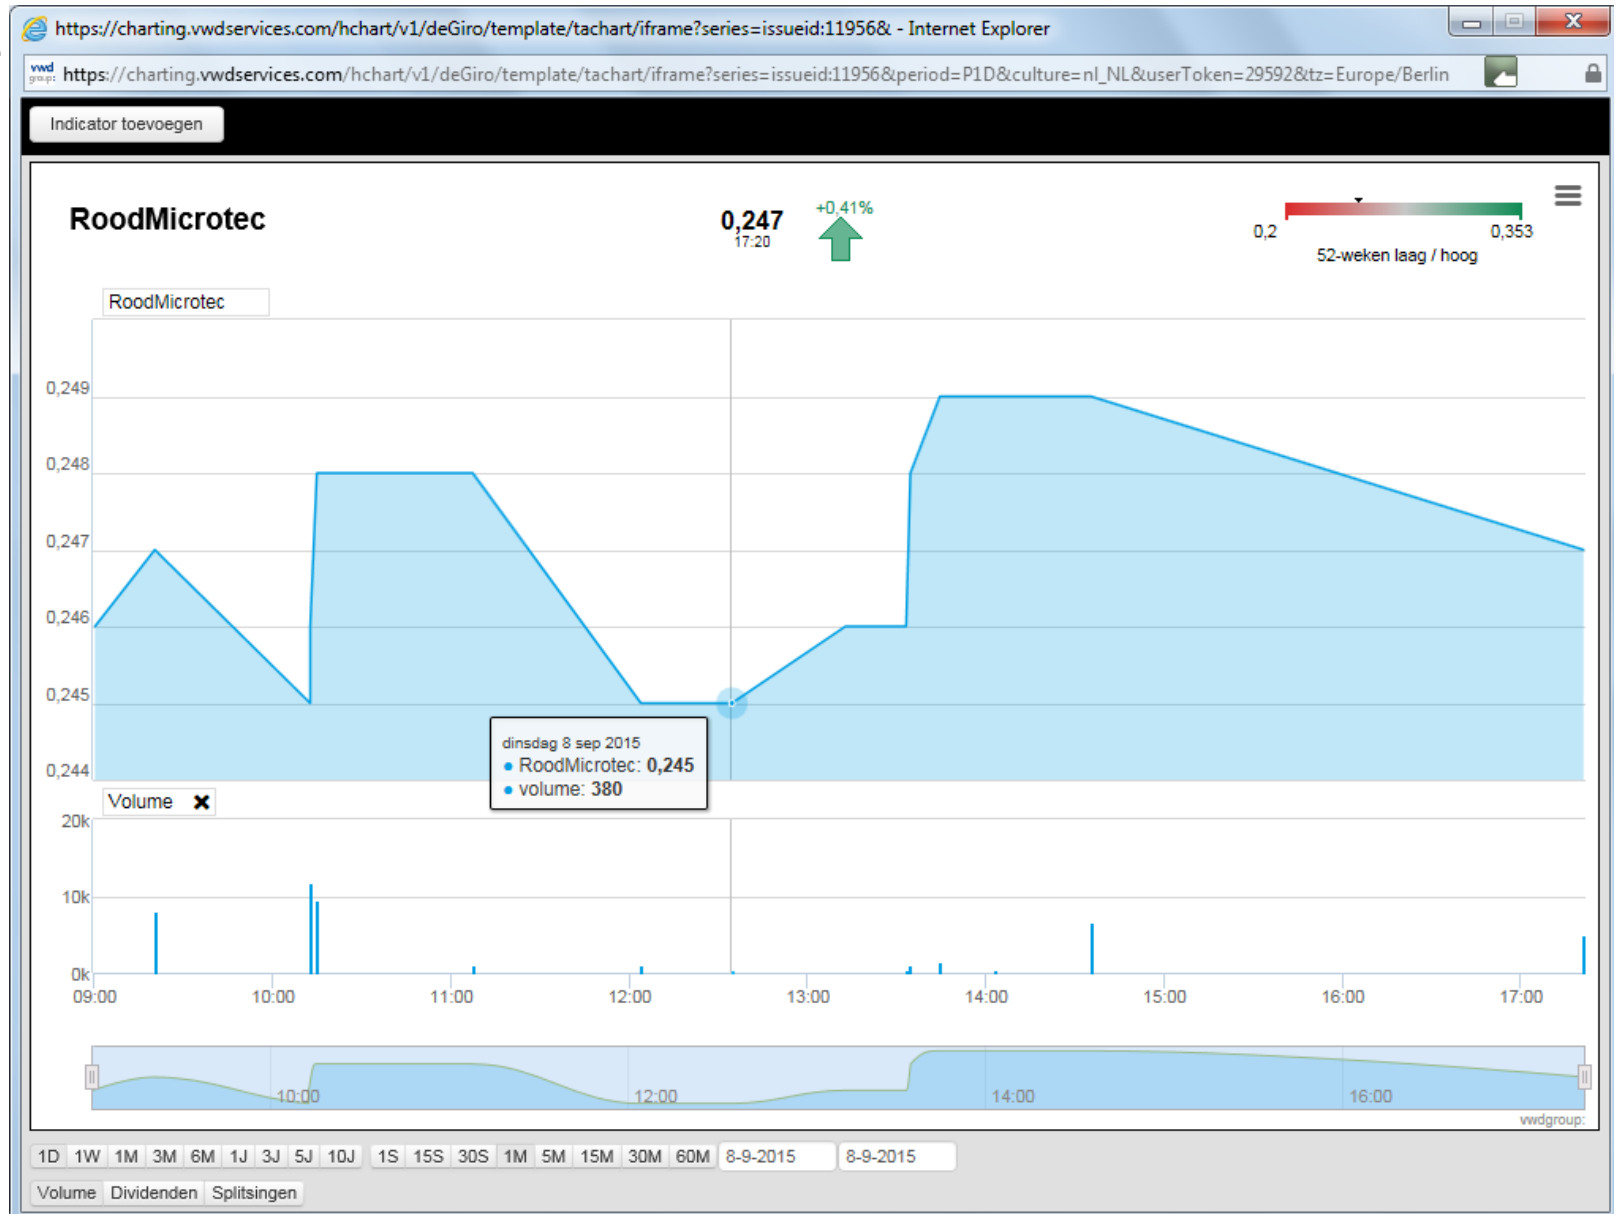 https://charting.vwdservices.com/hchart/v1/deGiro/template/tachart/iframe?series=issueid:11956& - Internet Explorer
vwd group: https://charting.vwdservices.com/hchart/v1/deGiro/template/tachart/iframe?series=issueid:11956&period=P1D&culture=nl_NL&userToken=29592&tz=Europe/Berlin
Indicator toevoegen
RoodMicrotec
0,247
17:20
+0,41%
0,2
0,353
52-weken laag / hoog
RoodMicrotec
0,249
0,248
0,247
0,246
0,245
0,244
dinsdag 8 sep 2015
● RoodMicrotec: 0,245
● volume: 380
Volume ✖
20k
10k
0k
09:00 10:00 11:00 12:00 13:00 14:00 15:00 16:00 17:00
10:00 12:00 14:00 16:00
vwdgroup:
1D 1W 1M 3M 6M 1J 3J 5J 10J 1S 15S 30S 1M 5M 15M 30M 60M 8-9-2015 8-9-2015
Volume Dividenden Splitsingen